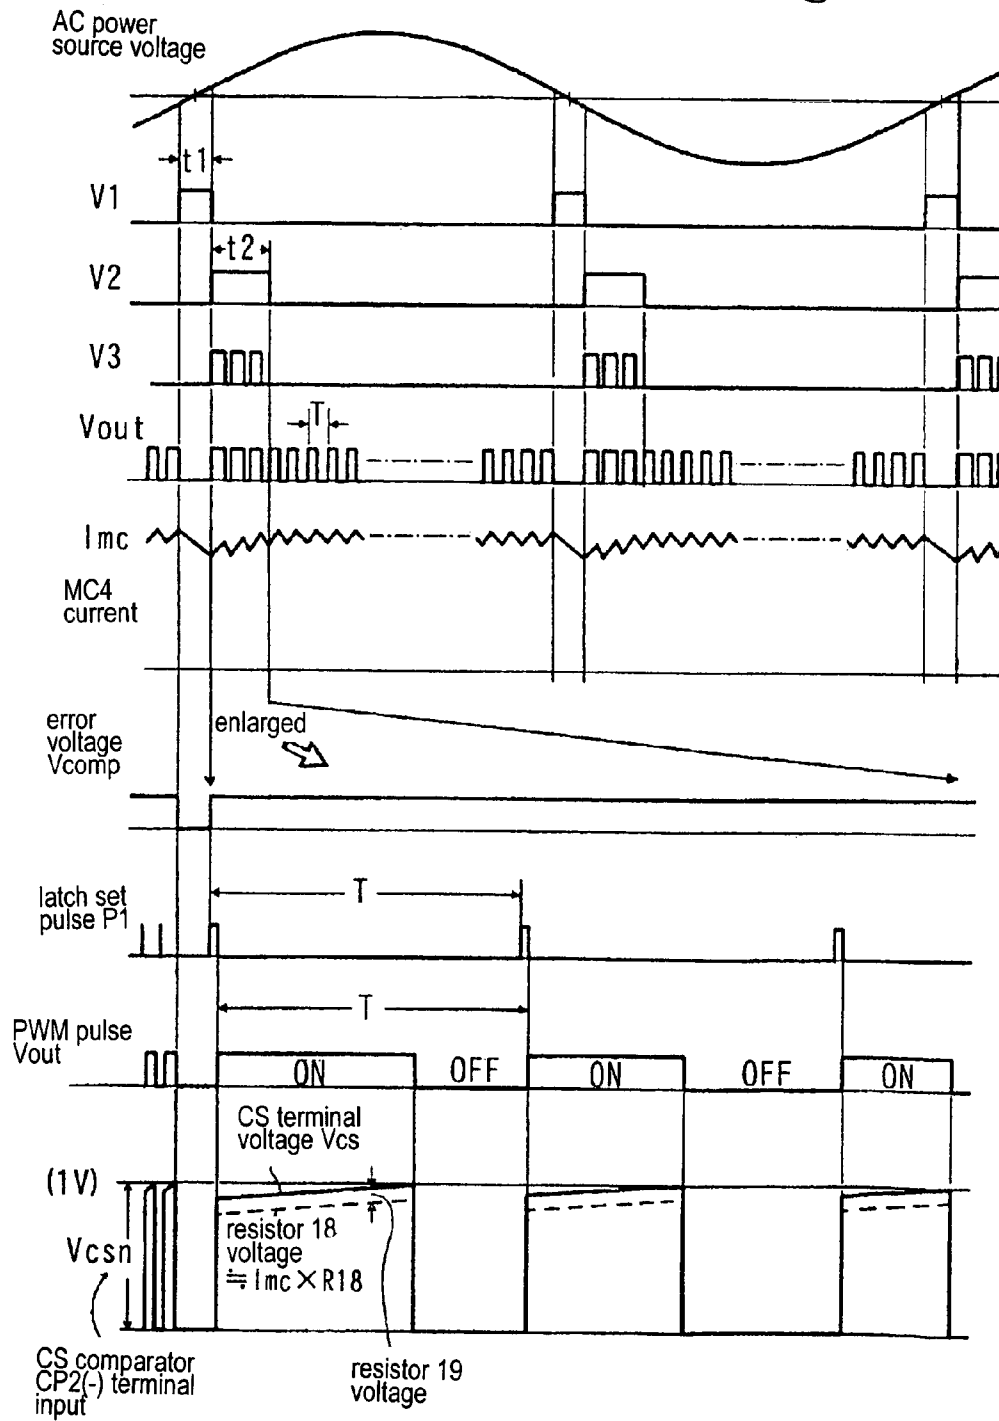 AC power
source voltage
t1
V1
t2
V2
V3
Vout
T
Imc
MC4
current
error
voltage
Vcomp
enlarged
latch set
pulse P1
T
PWM pulse
Vout
T
ON
OFF
ON
OFF
ON
CS terminal
voltage Vcs
(1V)
Vcsn
resistor 18
voltage
≒ Imc×R18
CS comparator
CP2(-) terminal
input
resistor 19
voltage